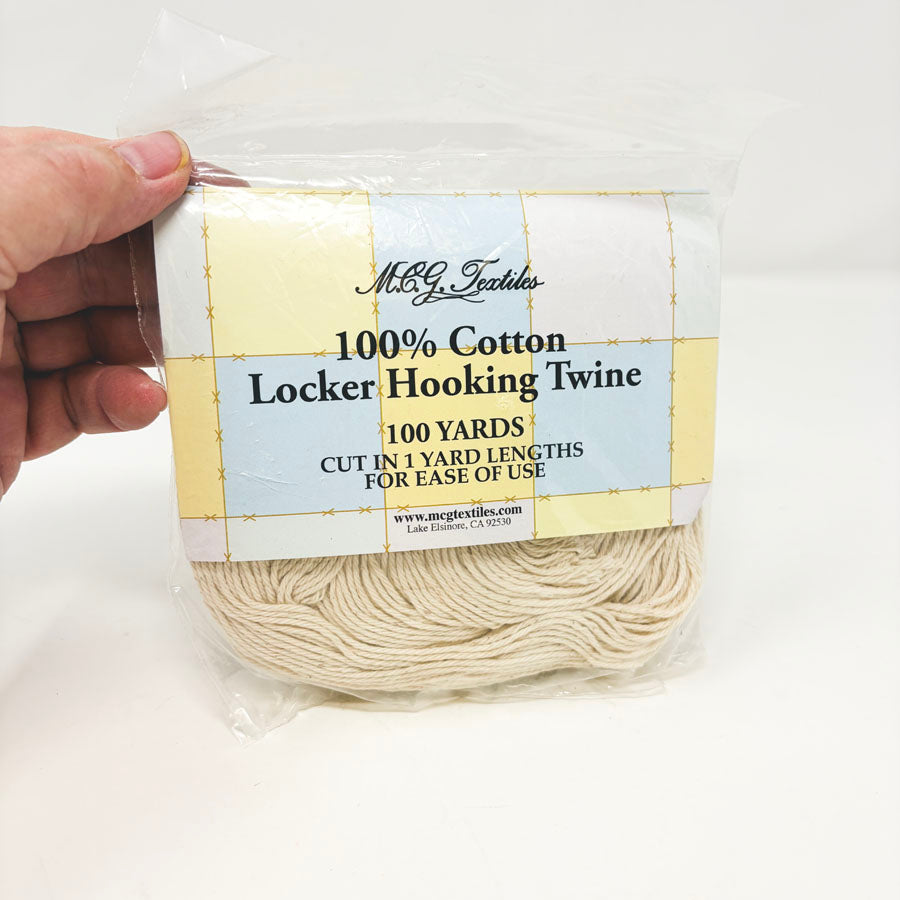 M.C.G. Textiles
100% Cotton
Locker Hooking Twine
100 YARDS
CUT IN 1 YARD LENGTHS
FOR EASE OF USE
www.mcgtextiles.com
Lake Elsinore, CA 92530